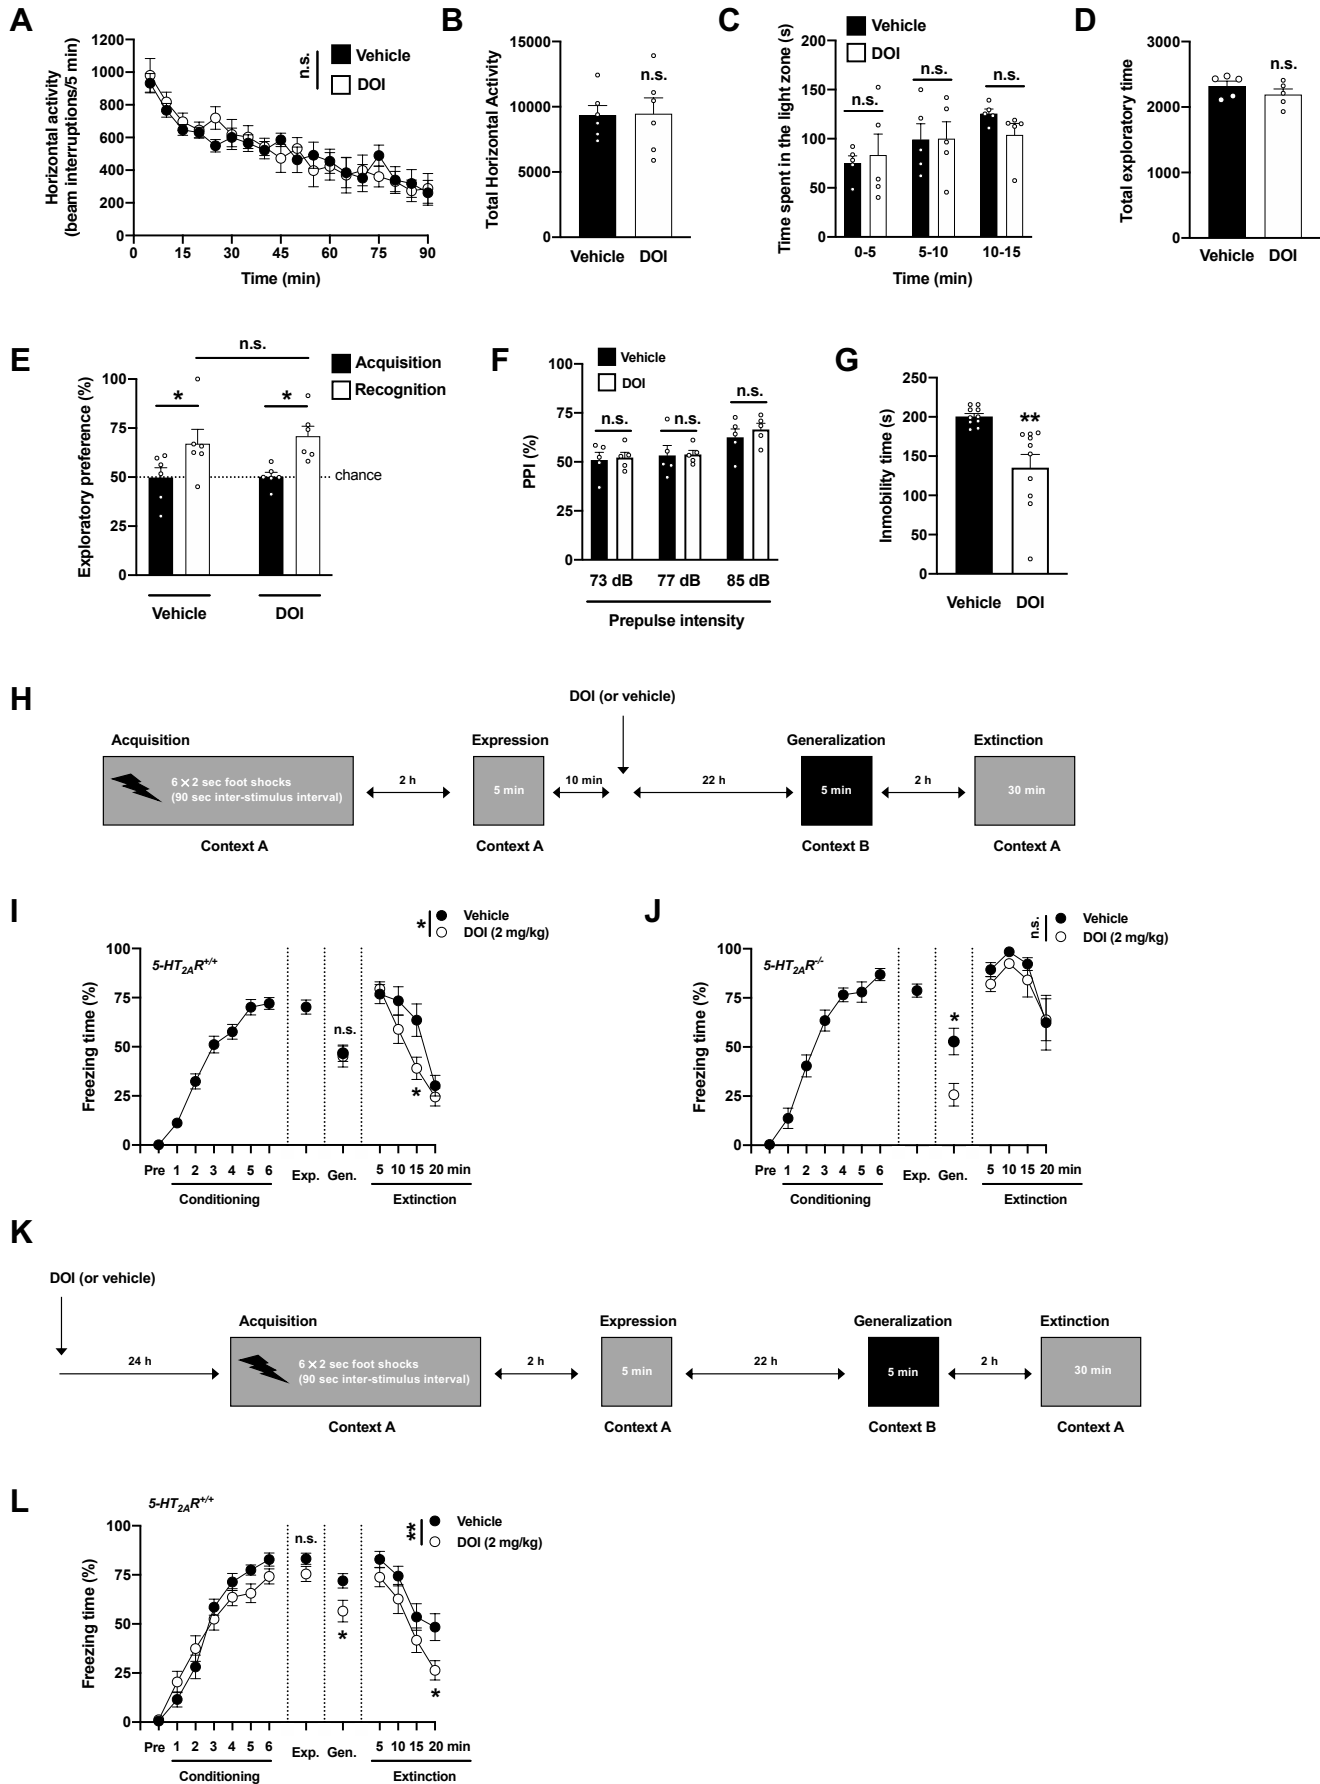 A
Horizontal activity
(beam interruptions/5 min)
1200
1000
800
600
400
200
0
0 15 30 45 60 75 90
Time (min)
n.s.
Vehicle
DOI
B
Total Horizontal Activity
15000
10000
5000
0
n.s.
Vehicle DOI
C
Vehicle
DOI
Time spent in the light zone (s)
200
150
100
50
0
n.s.
n.s.
n.s.
0-5 5-10 10-15
Time (min)
D
Total exploratory time
3000
2000
1000
0
n.s.
Vehicle DOI
E
n.s.
Acquisition
Recognition
Exploratory preference (%)
100
75
50
25
0
*
*
chance
Vehicle DOI
F
Vehicle
DOI
PPI (%)
100
75
50
25
0
n.s.
n.s.
n.s.
73 dB 77 dB 85 dB
Prepulse intensity
G
Inmobility time (s)
250
200
150
100
50
0
**
Vehicle DOI
H
DOI (or vehicle)
Acquisition Expression Generalization Extinction
6 × 2 sec foot shocks
(90 sec inter-stimulus interval)
2 h
5 min
10 min
22 h
5 min
2 h
30 min
Context A Context A Context B Context A
I
* Vehicle
DOI (2 mg/kg)
5-HT2AR+/+
Freezing time (%)
100
75
50
25
0
n.s.
*
Pre 1 2 3 4 5 6 Exp. Gen. 5 10 15 20 min
Conditioning Extinction
J
n.s.
Vehicle
DOI (2 mg/kg)
5-HT2AR-/-
Freezing time (%)
100
75
50
25
0
*
Pre 1 2 3 4 5 6 Exp. Gen. 5 10 15 20 min
Conditioning Extinction
K
DOI (or vehicle)
Acquisition Expression Generalization Extinction
24 h
6 × 2 sec foot shocks
(90 sec inter-stimulus interval)
2 h
5 min
22 h
5 min
2 h
30 min
Context A Context A Context B Context A
L
5-HT2AR+/+
** Vehicle
DOI (2 mg/kg)
Freezing time (%)
100
75
50
25
0
n.s.
*
*
Pre 1 2 3 4 5 6 Exp. Gen. 5 10 15 20 min
Conditioning Extinction